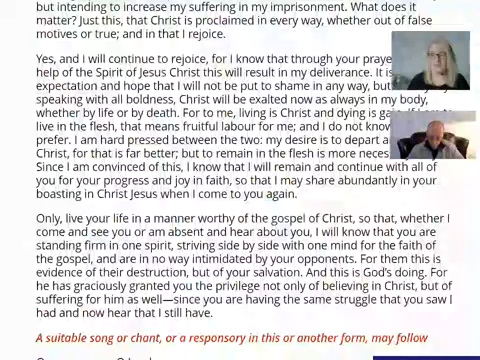 but intending to increase my suffering in my imprisonment. What does it
matter? Just this, that Christ is proclaimed in every way, whether out of false
motives or true; and in that I rejoice.
Yes, and I will continue to rejoice, for I know that through your
help of the Spirit of Jesus Christ this will result in my deliverance. It is
expectation and hope that I will not be put to shame in any way, but
speaking with all boldness, Christ will be exalted now as always in my body,
whether by life or by death. For to me, living is Christ and dying is
live in the flesh, that means fruitful labour for me; and I do not know
prefer. I am hard pressed between the two: my desire is to depart
Christ, for that is far better; but to remain in the flesh is more
Since I am convinced of this, I know that I will remain and continue with all of
you for your progress and joy in faith, so that I may share abundantly in your
boasting in Christ Jesus when I come to you again.
Only, live your life in a manner worthy of the gospel of Christ, so that, whether I
come and see you or am absent and hear about you, I will know that you are
standing firm in one spirit, striving side by side with one mind for the faith of
the gospel, and are in no way intimidated by your opponents. For them this is
evidence of their destruction, but of your salvation. And this is God's doing. For
he has graciously granted you the privilege not only of believing in Christ, but of
suffering for him as well—since you are having the same struggle that you saw I
had and now hear that I still have.
A suitable song or chant, or a responsory in this or another form, may follow